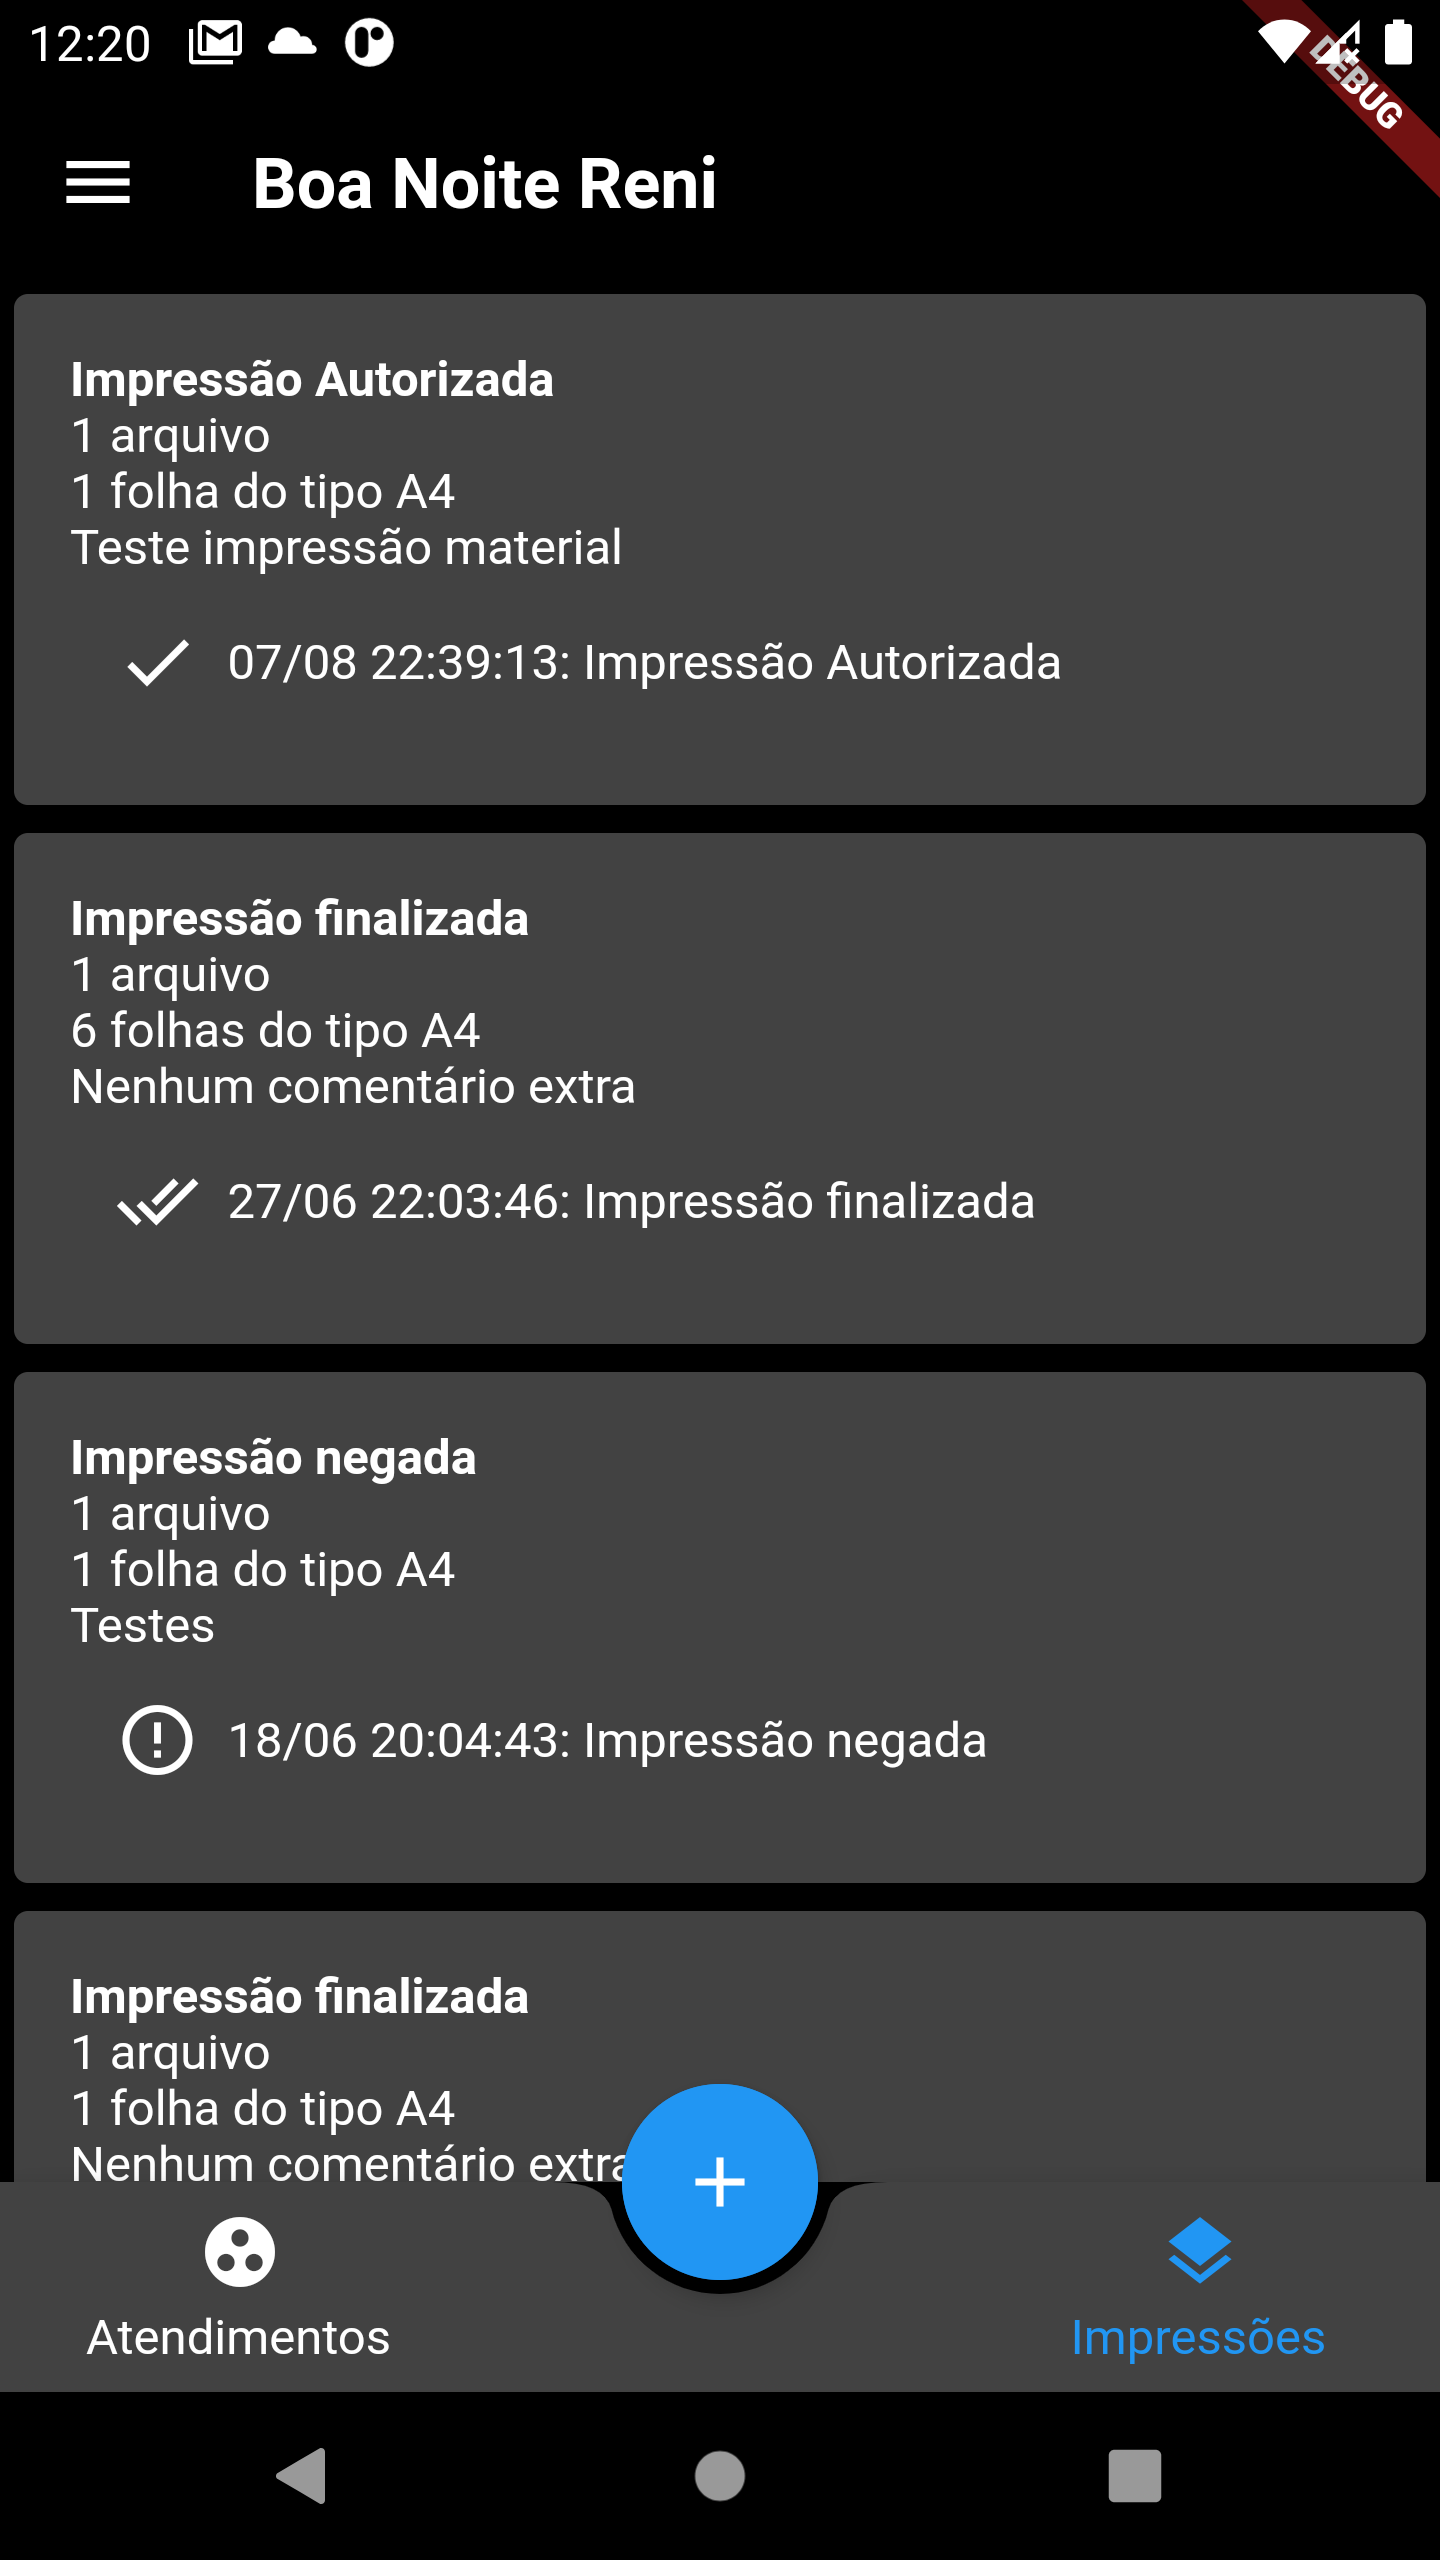 12:20
DEBUG
Boa Noite Reni
Impressão Autorizada
1 arquivo
1 folha do tipo A4
Teste impressão material
07/08 22:39:13: Impressão Autorizada
Impressão finalizada
1 arquivo
6 folhas do tipo A4
Nenhum comentário extra
27/06 22:03:46: Impressão finalizada
Impressão negada
1 arquivo
1 folha do tipo A4
Testes
18/06 20:04:43: Impressão negada
Impressão finalizada
1 arquivo
1 folha do tipo A4
Nenhum comentário extra
Atendimentos
Impressões